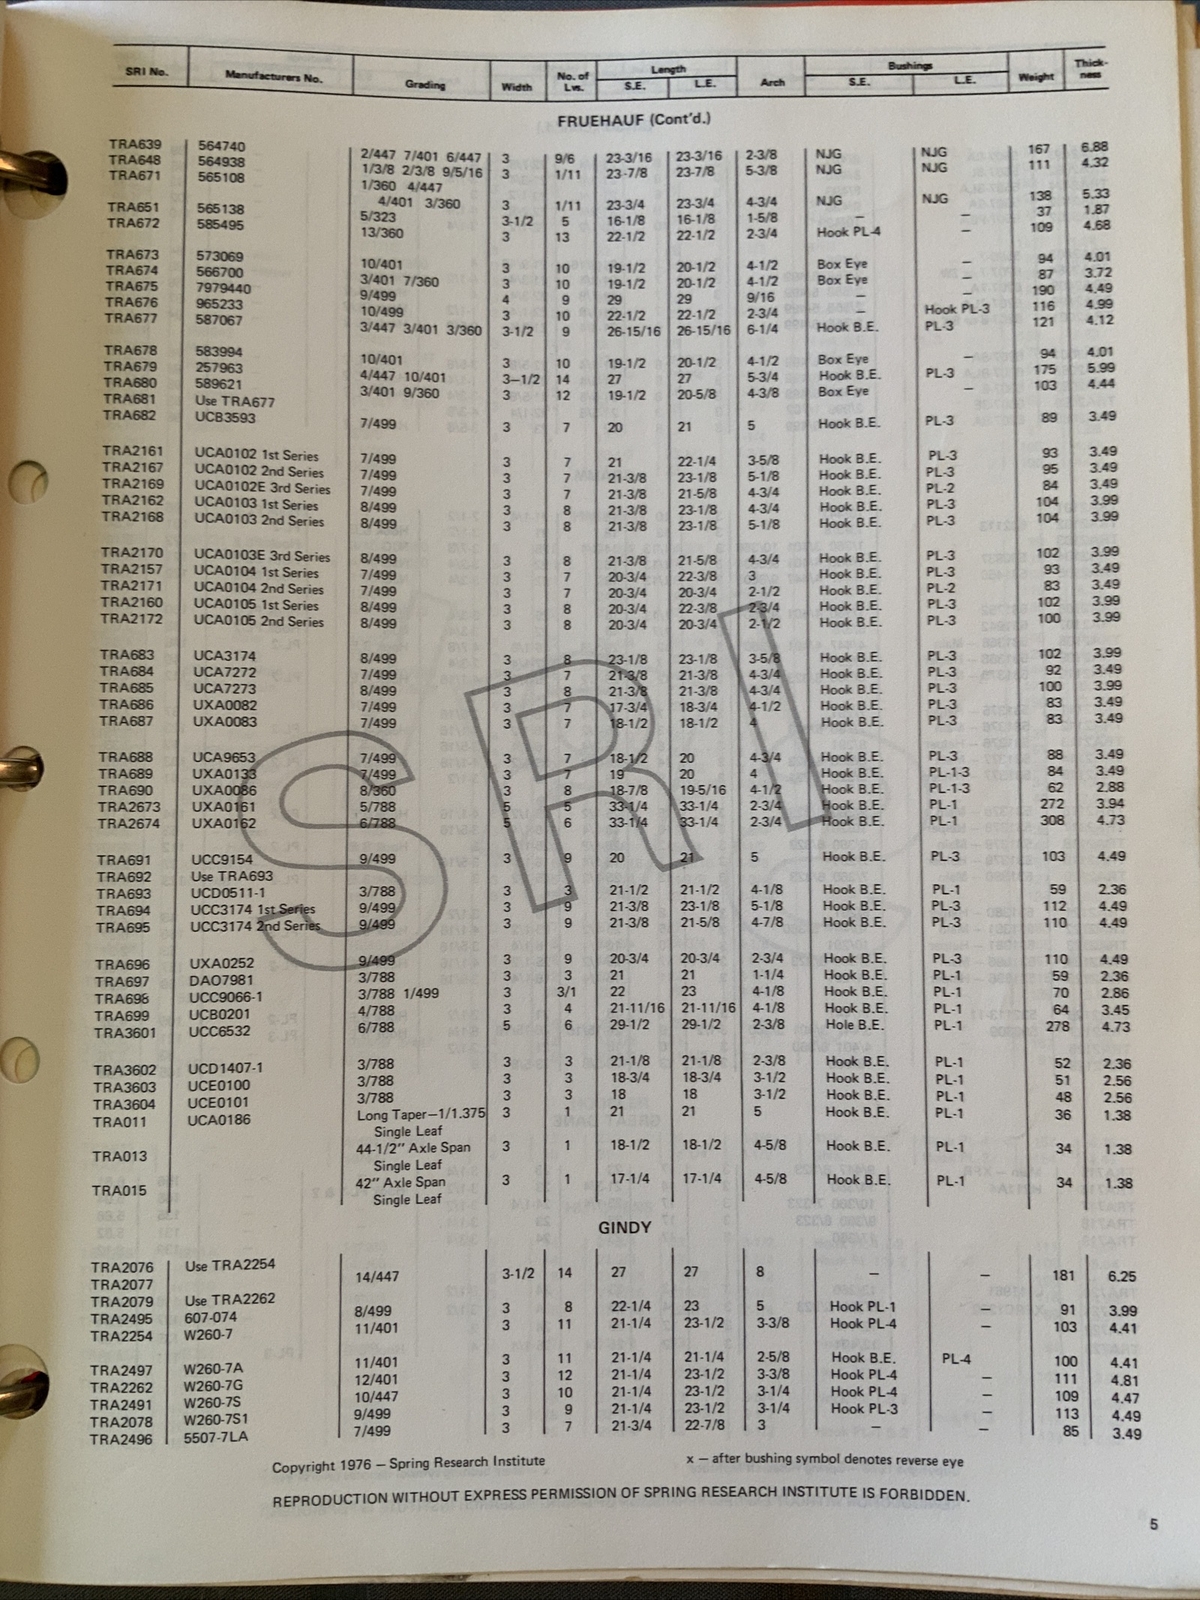 SRI No. Manufacturers No. Grading Width No. of Lvs. Length S.E. L.E. Arch Bushings S.E. L.E. Weight Thick-ness
FRUEHAUF (Cont'd.)
TRA639 564740 2/447 7/401 6/447 3 9/6 23-3/16 23-3/16 2-3/8 NJG NJG 167 6.88
TRA648 564938 1/3/8 2/3/8 9/5/16 3 1/11 23-7/8 23-7/8 5-3/8 NJG NJG 111 4.32
TRA671 565108 1/360 4/447
4/401 3/360 3 1/11 23-3/4 23-3/4 4-3/4 NJG NJG 138 5.33
TRA651 565138 5/323 3-1/2 5 16-1/8 16-1/8 1-5/8 – – 37 1.87
TRA672 585495 13/360 3 13 22-1/2 22-1/2 2-3/4 Hook PL-4 – 109 4.68
TRA673 573069 10/401 3 10 19-1/2 20-1/2 4-1/2 Box Eye – 94 4.01
TRA674 566700 3/401 7/360 3 10 19-1/2 20-1/2 4-1/2 Box Eye – 87 3.72
TRA675 7979440 9/499 4 9 29 29 9/16 – – 190 4.49
TRA676 965233 10/499 3 10 22-1/2 22-1/2 2-3/4 – Hook PL-3 116 4.99
TRA677 587067 3/447 3/401 3/360 3-1/2 9 26-15/16 26-15/16 6-1/4 Hook B.E. PL-3 121 4.12
TRA678 583994 10/401 3 10 19-1/2 20-1/2 4-1/2 Box Eye – 94 4.01
TRA679 257963 4/447 10/401 3–1/2 14 27 27 5-3/4 Hook B.E. PL-3 175 5.99
TRA680 589621 3/401 9/360 3 12 19-1/2 20-5/8 4-3/8 Box Eye – 103 4.44
TRA681 Use TRA677
TRA682 UCB3593 7/499 3 7 20 21 5 Hook B.E. PL-3 89 3.49
TRA2161 UCA0102 1st Series 7/499 3 7 21 22-1/4 3-5/8 Hook B.E. PL-3 93 3.49
TRA2167 UCA0102 2nd Series 7/499 3 7 21-3/8 23-1/8 5-1/8 Hook B.E. PL-3 95 3.49
TRA2169 UCA0102E 3rd Series 7/499 3 7 21-3/8 21-5/8 4-3/4 Hook B.E. PL-2 84 3.49
TRA2162 UCA0103 1st Series 8/499 3 8 21-3/8 23-1/8 4-3/4 Hook B.E. PL-3 104 3.99
TRA2168 UCA0103 2nd Series 8/499 3 8 21-3/8 23-1/8 5-1/8 Hook B.E. PL-3 104 3.99
TRA2170 UCA0103E 3rd Series 8/499 3 8 21-3/8 21-5/8 4-3/4 Hook B.E. PL-3 102 3.99
TRA2157 UCA0104 1st Series 7/499 3 7 20-3/4 22-3/8 3 Hook B.E. PL-3 93 3.49
TRA2171 UCA0104 2nd Series 7/499 3 7 20-3/4 20-3/4 2-1/2 Hook B.E. PL-2 83 3.49
TRA2160 UCA0105 1st Series 8/499 3 8 20-3/4 22-3/8 2-3/4 Hook B.E. PL-3 102 3.99
TRA2172 UCA0105 2nd Series 8/499 3 8 20-3/4 20-3/4 2-1/2 Hook B.E. PL-3 100 3.99
TRA683 UCA3174 8/499 3 8 23-1/8 23-1/8 3-5/8 Hook B.E. PL-3 102 3.99
TRA684 UCA7272 7/499 3 7 21-3/8 21-3/8 4-3/4 Hook B.E. PL-3 92 3.49
TRA685 UCA7273 8/499 3 8 21-3/8 21-3/8 4-3/4 Hook B.E. PL-3 100 3.99
TRA686 UXA0082 7/499 3 7 17-3/4 18-3/4 4-1/2 Hook B.E. PL-3 83 3.49
TRA687 UXA0083 7/499 3 7 18-1/2 18-1/2 4 Hook B.E. PL-3 83 3.49
TRA688 UCA9653 7/499 3 7 18-1/2 20 4-3/4 Hook B.E. PL-3 88 3.49
TRA689 UXA0133 7/499 3 7 19 20 4 Hook B.E. PL-1-3 84 3.49
TRA690 UXA0086 8/360 3 8 18-7/8 19-5/16 4-1/2 Hook B.E. PL-1-3 62 2.88
TRA2673 UXA0161 5/788 5 5 33-1/4 33-1/4 2-3/4 Hook B.E. PL-1 272 3.94
TRA2674 UXA0162 6/788 5 6 33-1/4 33-1/4 2-3/4 Hook B.E. PL-1 308 4.73
TRA691 UCC9154 9/499 3 9 20 21 5 Hook B.E. PL-3 103 4.49
TRA692 Use TRA693
TRA693 UCD0511-1 3/788 3 3 21-1/2 21-1/2 4-1/8 Hook B.E. PL-1 59 2.36
TRA694 UCC3174 1st Series 9/499 3 9 21-3/8 23-1/8 5-1/8 Hook B.E. PL-3 112 4.49
TRA695 UCC3174 2nd Series 9/499 3 9 21-3/8 21-5/8 4-7/8 Hook B.E. PL-3 110 4.49
TRA696 UXA0252 9/499 3 9 20-3/4 20-3/4 2-3/4 Hook B.E. PL-3 110 4.49
TRA697 DAO7981 3/788 3 3 21 21 1-1/4 Hook B.E. PL-1 59 2.36
TRA698 UCC9066-1 3/788 1/499 3 3/1 22 23 4-1/8 Hook B.E. PL-1 70 2.86
TRA699 UCB0201 4/788 3 4 21-11/16 21-11/16 4-1/8 Hook B.E. PL-1 64 3.45
TRA3601 UCC6532 6/788 5 6 29-1/2 29-1/2 2-3/8 Hole B.E. PL-1 278 4.73
TRA3602 UCD1407-1 3/788 3 3 21-1/8 21-1/8 2-3/8 Hook B.E. PL-1 52 2.36
TRA3603 UCE0100 3/788 3 3 18-3/4 18-3/4 3-1/2 Hook B.E. PL-1 51 2.56
TRA3604 UCE0101 3/788 3 3 18 18 3-1/2 Hook B.E. PL-1 48 2.56
TRA011 UCA0186 Long Taper–1/1.375 3 1 21 21 5 Hook B.E. PL-1 36 1.38
Single Leaf
TRA013 44-1/2" Axle Span 3 1 18-1/2 18-1/2 4-5/8 Hook B.E. PL-1 34 1.38
Single Leaf
TRA015 42" Axle Span 3 1 17-1/4 17-1/4 4-5/8 Hook B.E. PL-1 34 1.38
Single Leaf
GINDY
TRA2076 Use TRA2254
TRA2077 14/447 3-1/2 14 27 27 8 – – 181 6.25
TRA2079 Use TRA2262
TRA2495 607-074 8/499 3 8 22-1/4 23 5 Hook PL-1 – 91 3.99
TRA2254 W260-7 11/401 3 11 21-1/4 23-1/2 3-3/8 Hook PL-4 – 103 4.41
TRA2497 W260-7A 11/401 3 11 21-1/4 21-1/4 2-5/8 Hook B.E. PL-4 100 4.41
TRA2262 W260-7G 12/401 3 12 21-1/4 23-1/2 3-3/8 Hook PL-4 – 111 4.81
TRA2491 W260-7S 10/447 3 10 21-1/4 23-1/2 3-1/4 Hook PL-4 – 109 4.47
TRA2078 W260-7S1 9/499 3 9 21-1/4 23-1/2 3-1/4 Hook PL-3 – 113 4.49
TRA2496 5507-7LA 7/499 3 7 21-3/4 22-7/8 3 – – 85 3.49
SRI
Copyright 1976 – Spring Research Institute x – after bushing symbol denotes reverse eye
REPRODUCTION WITHOUT EXPRESS PERMISSION OF SPRING RESEARCH INSTITUTE IS FORBIDDEN.
5